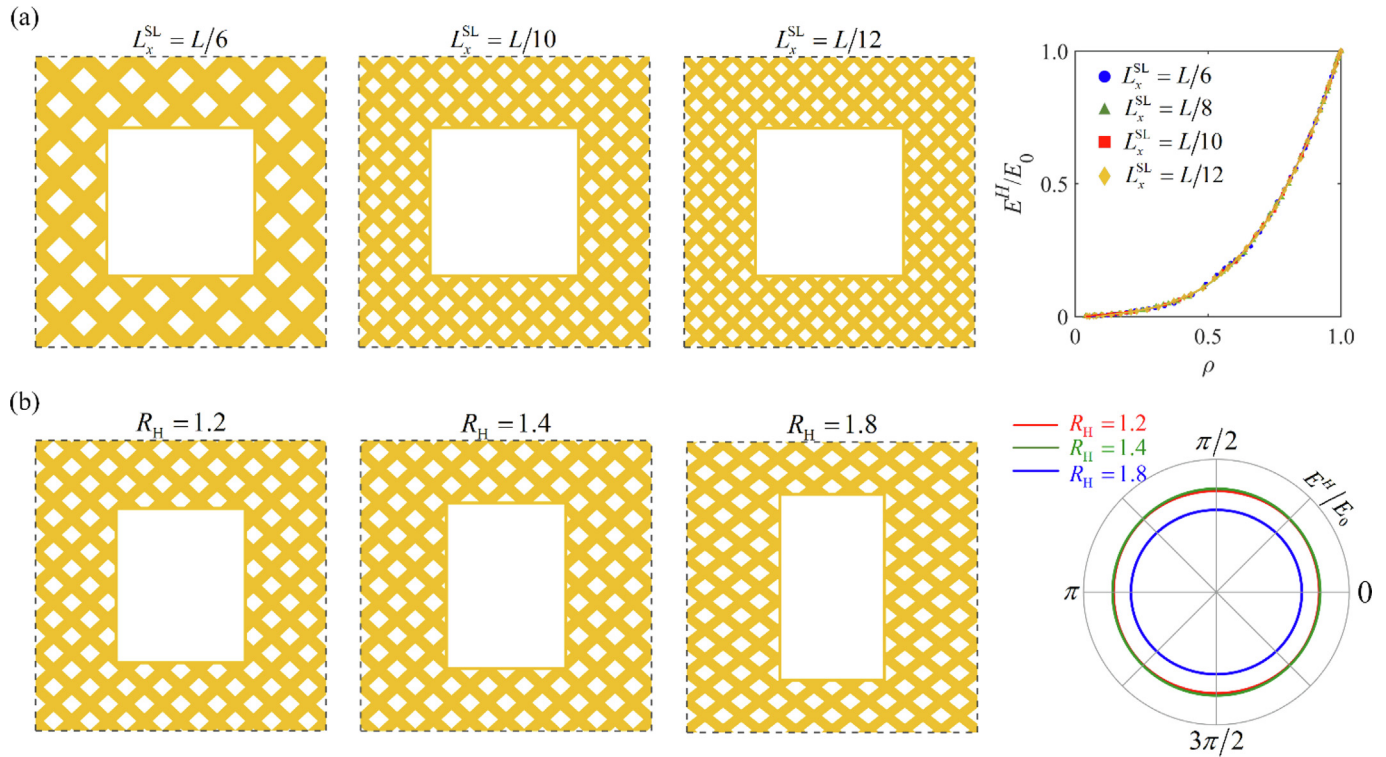 (a)
L_x^SL = L/6
L_x^SL = L/10
L_x^SL = L/12
1.0
0.5
0
E^H/E_0
L_x^SL = L/6
L_x^SL = L/8
L_x^SL = L/10
L_x^SL = L/12
0
0.5
1.0
ρ
(b)
R_H = 1.2
R_H = 1.4
R_H = 1.8
R_H = 1.2
R_H = 1.4
R_H = 1.8
π/2
E^H/E_0
π
0
3π/2